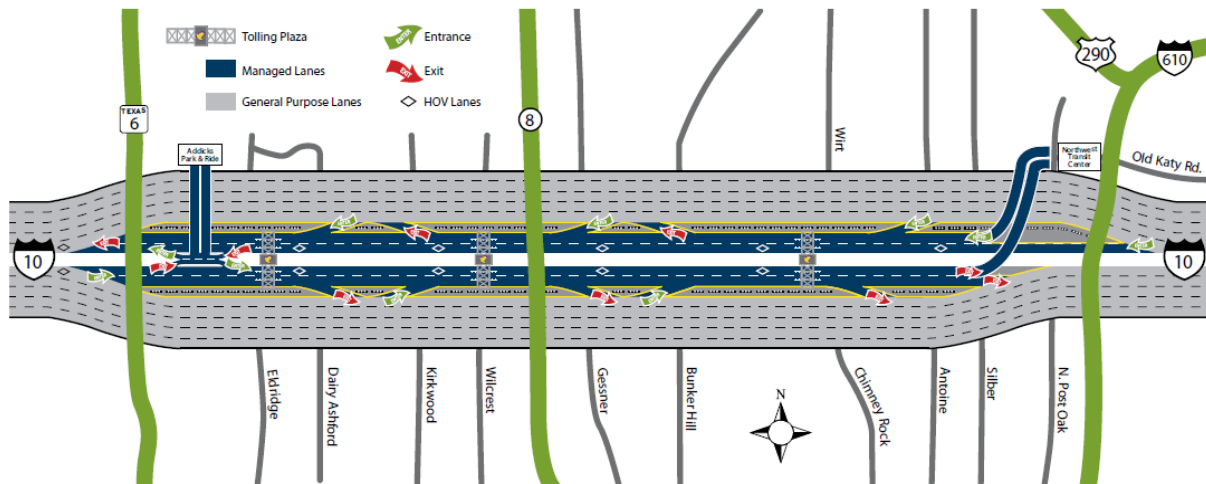 Tolling Plaza
ENTER
Entrance
Managed Lanes
EXIT
Exit
General Purpose Lanes
HOV Lanes
TEXAS
6
8
290
610
Addicks
Park & Ride
Wirt
Northwest
Transit
Center
Old Katy Rd.
10
10
Eldridge
Dairy Ashford
Kirkwood
Wilcrest
Gessner
Bunker Hill
Chimney Rock
Antoine
Silber
N. Post Oak
N